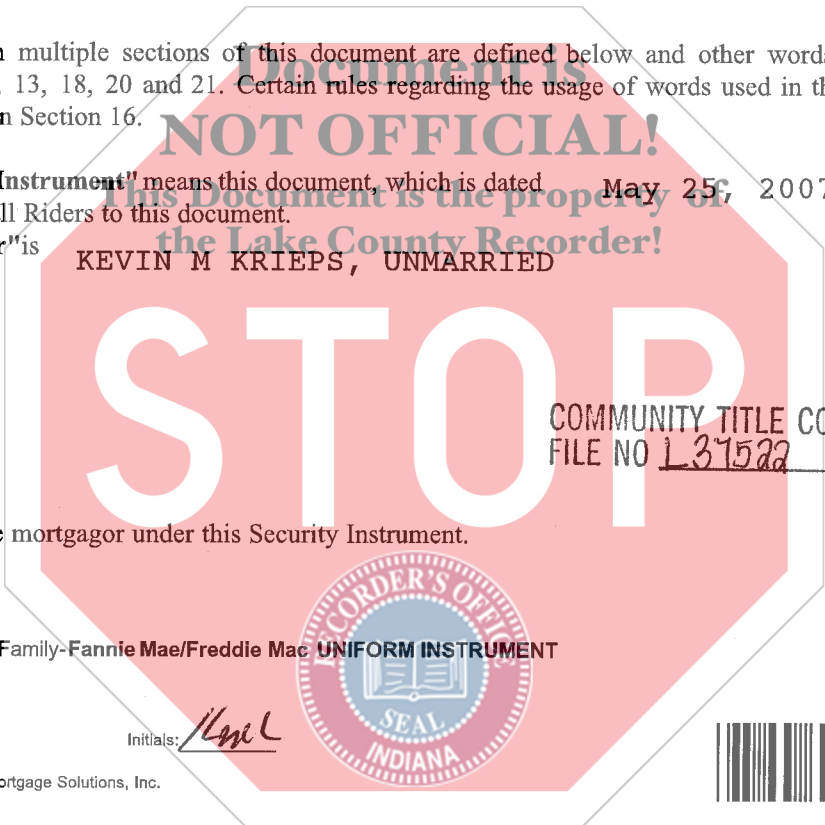 multiple sections of this document are defined below and other words
13, 18, 20 and 21. Certain rules regarding the usage of words used in th
n Section 16.
Document is
NOT OFFICIAL!
This Document is the property of
the Lake County Recorder!
Instrument" means this document, which is dated May 25, 2007
ll Riders to this document.
r" is
KEVIN M KRIEPS, UNMARRIED
STOP
COMMUNITY TITLE CO
FILE NO L37522
e mortgagor under this Security Instrument.
RECORDER'S OFFICE
SEAL
INDIANA
Family-Fannie Mae/Freddie Mac UNIFORM INSTRUMENT
Initials:
ortgage Solutions, Inc.